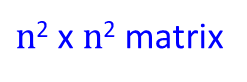 n² x n² matrix